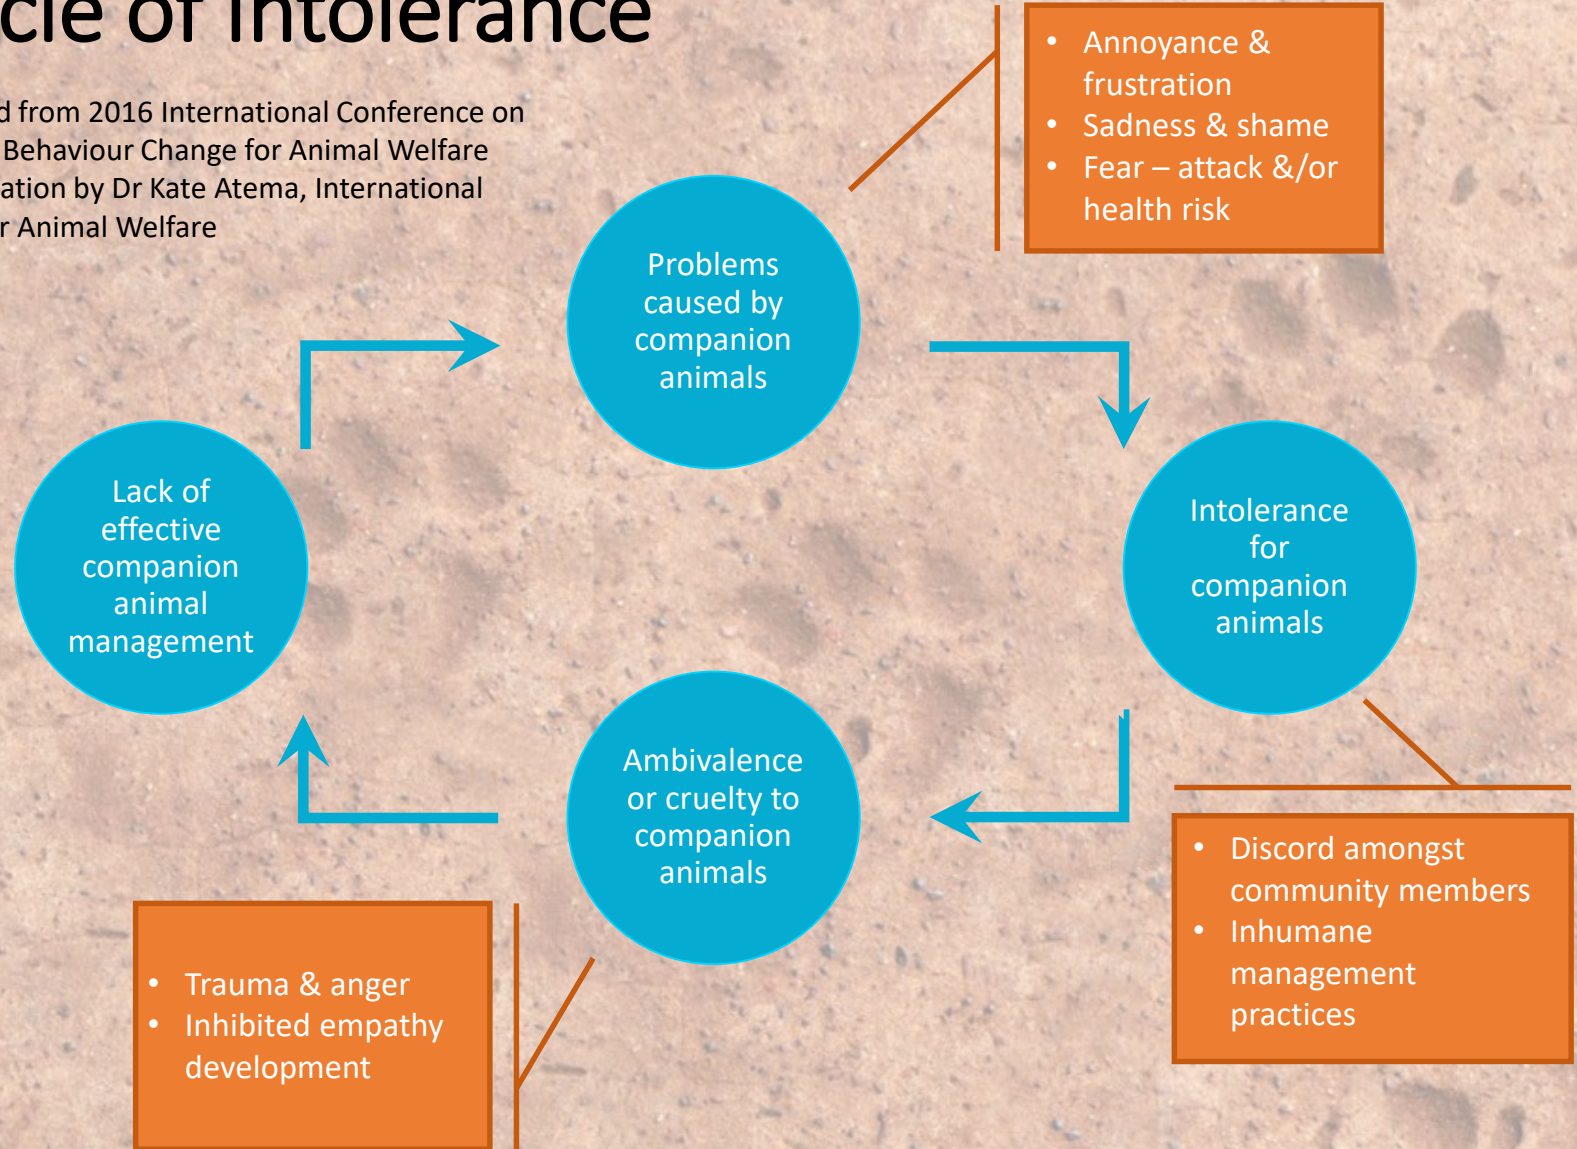 cle of Intolerance
d from 2016 International Conference on
Behaviour Change for Animal Welfare
ation by Dr Kate Atema, International
r Animal Welfare
• Annoyance &
frustration
• Sadness & shame
• Fear – attack &/or
health risk
Problems
caused by
companion
animals
Lack of
effective
companion
animal
management
Intolerance
for
companion
animals
Ambivalence
or cruelty to
companion
animals
• Discord amongst
community members
• Inhumane
management
practices
• Trauma & anger
• Inhibited empathy
development